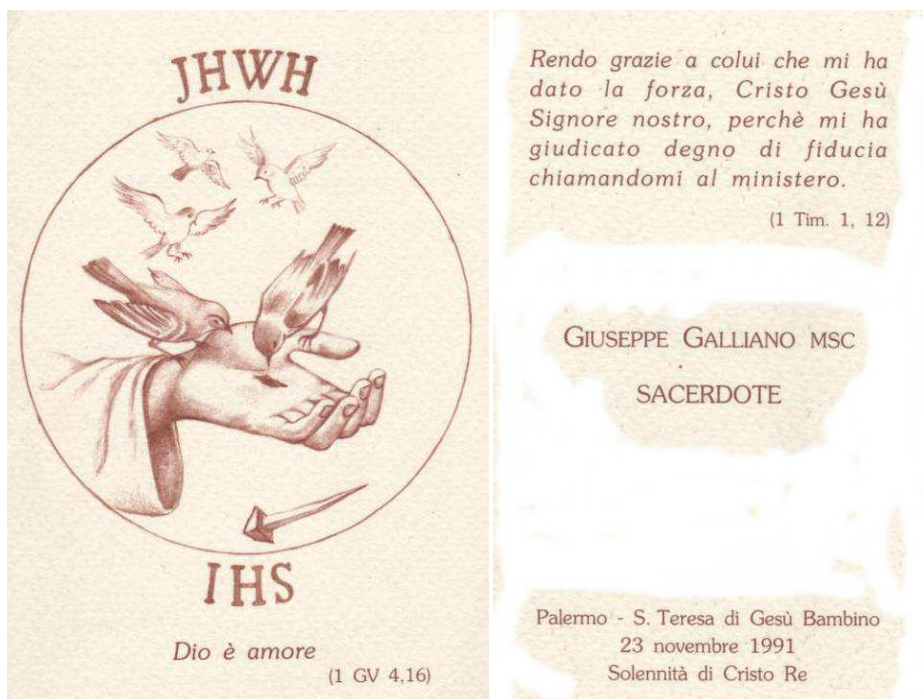 JHWH
IHS
Dio è amore
(1 GV 4,16)
Rendo grazie a colui che mi ha
dato la forza, Cristo Gesù
Signore nostro, perchè mi ha
giudicato degno di fiducia
chiamandomi al ministero.
(1 Tim. 1, 12)
GIUSEPPE GALLIANO MSC
SACERDOTE
Palermo - S. Teresa di Gesù Bambino
23 novembre 1991
Solennità di Cristo Re